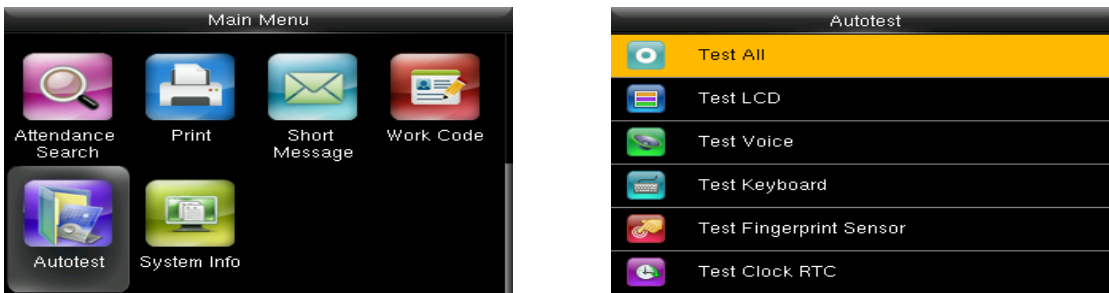 Main Menu
Attendance
Search
Print
Short
Message
Work Code
Autotest
System Info
Autotest
Test All
Test LCD
Test Voice
Test Keyboard
Test Fingerprint Sensor
Test Clock RTC